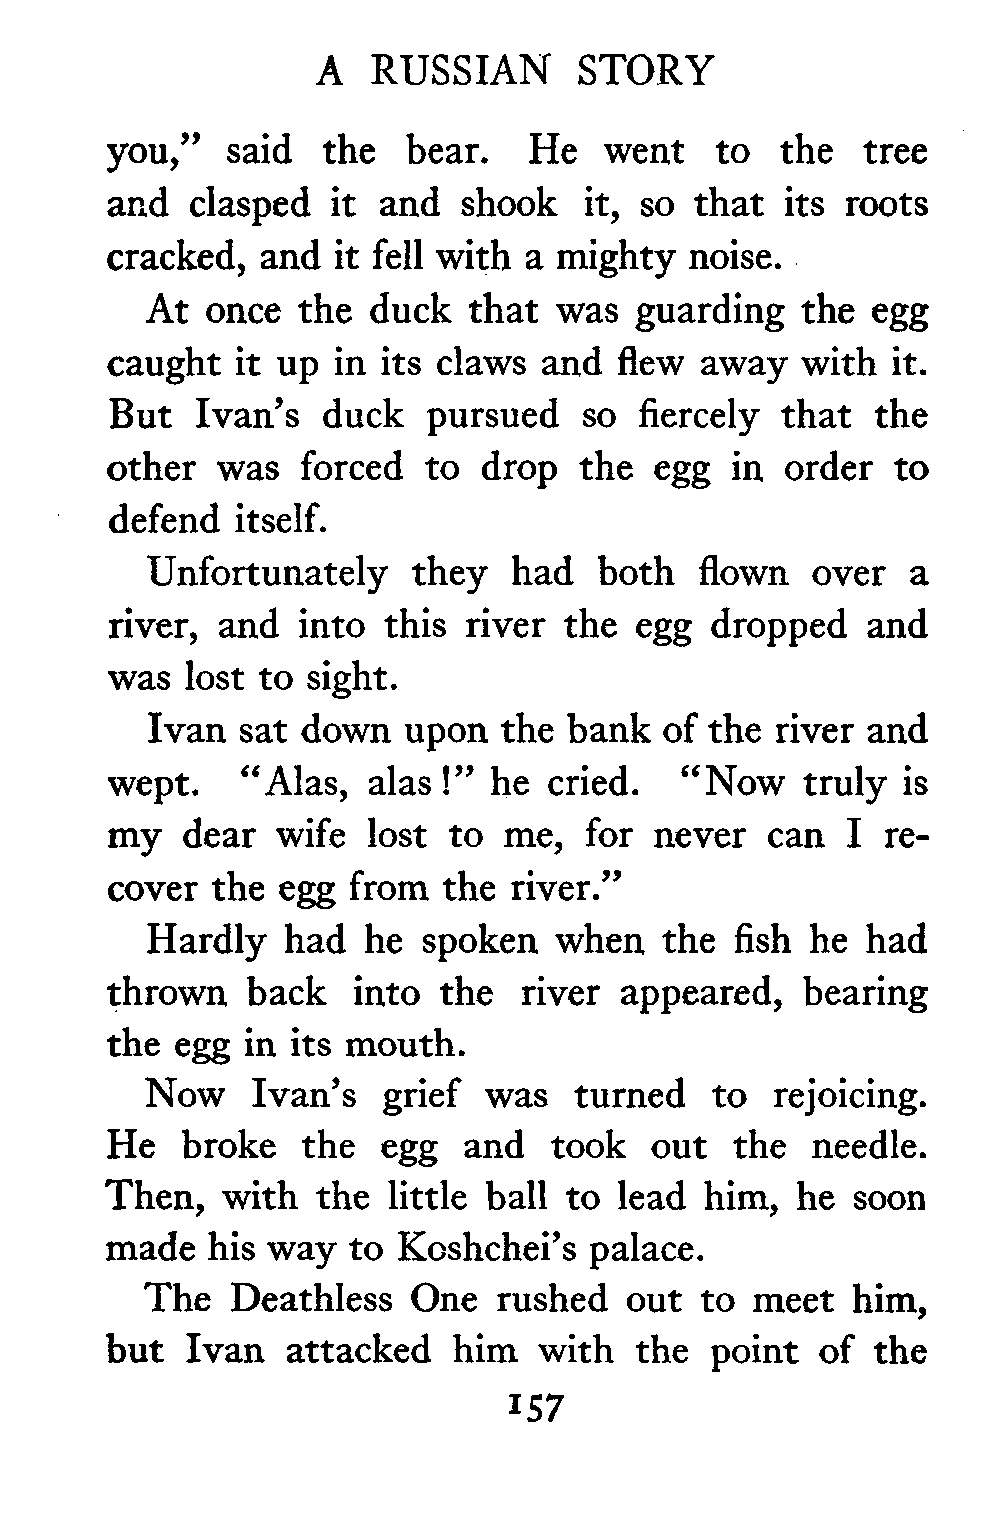 A RUSSIAN STORY
you,” said the bear. He went to the tree
and clasped it and shook it, so that its roots
cracked, and it fell with a mighty noise.
At once the duck that was guarding the egg
caught it up in its claws and flew away with it.
But Ivan’s duck pursued so fiercely that the
other was forced to drop the egg in order to
defend itself.
Unfortunately they had both flown over a
river, and into this river the egg dropped and
was lost to sight.
Ivan sat down upon the bank of the river and
wept. “Alas, alas!” he cried. “Now truly is
my dear wife lost to me, for never can I re-
cover the egg from the river.”
Hardly had he spoken when the fish he had
thrown back into the river appeared, bearing
the egg in its mouth.
Now Ivan’s grief was turned to rejoicing.
He broke the egg and took out the needle.
Then, with the little ball to lead him, he soon
made his way to Koshchei’s palace.
The Deathless One rushed out to meet him,
but Ivan attacked him with the point of the
157